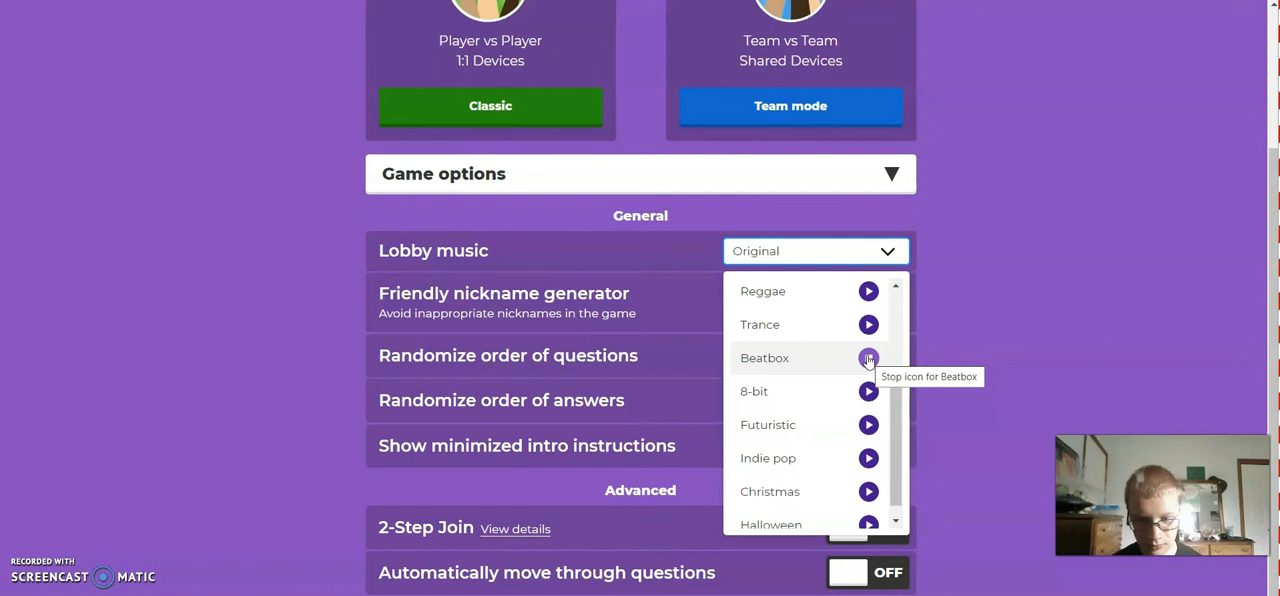 Player vs Player
1:1 Devices
Classic
Team vs Team
Shared Devices
Team mode
Game options
General
Lobby music
Original
Reggae
Trance
Beatbox
Stop icon for Beatbox
8-bit
Futuristic
Indie pop
Christmas
Halloween
Friendly nickname generator
Avoid inappropriate nicknames in the game
Randomize order of questions
Randomize order of answers
Show minimized intro instructions
Advanced
2-Step Join View details
Automatically move through questions
OFF
RECORDED WITH
SCREENCAST MATIC